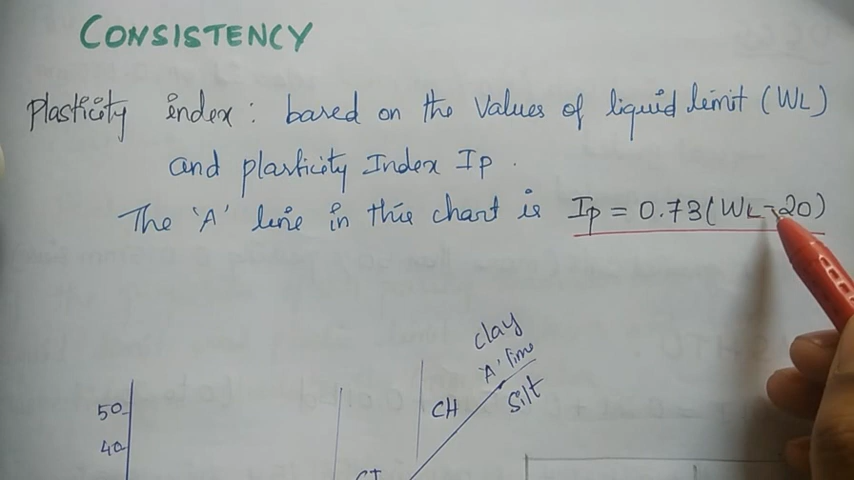 CONSISTENCY
Plasticity index: based on the values of liquid limit (WL)
and plasticity Index Ip.
The 'A' line in this chart is Ip = 0.73(WL-20)
clay
'A' line
silt
50
CH
40
CI